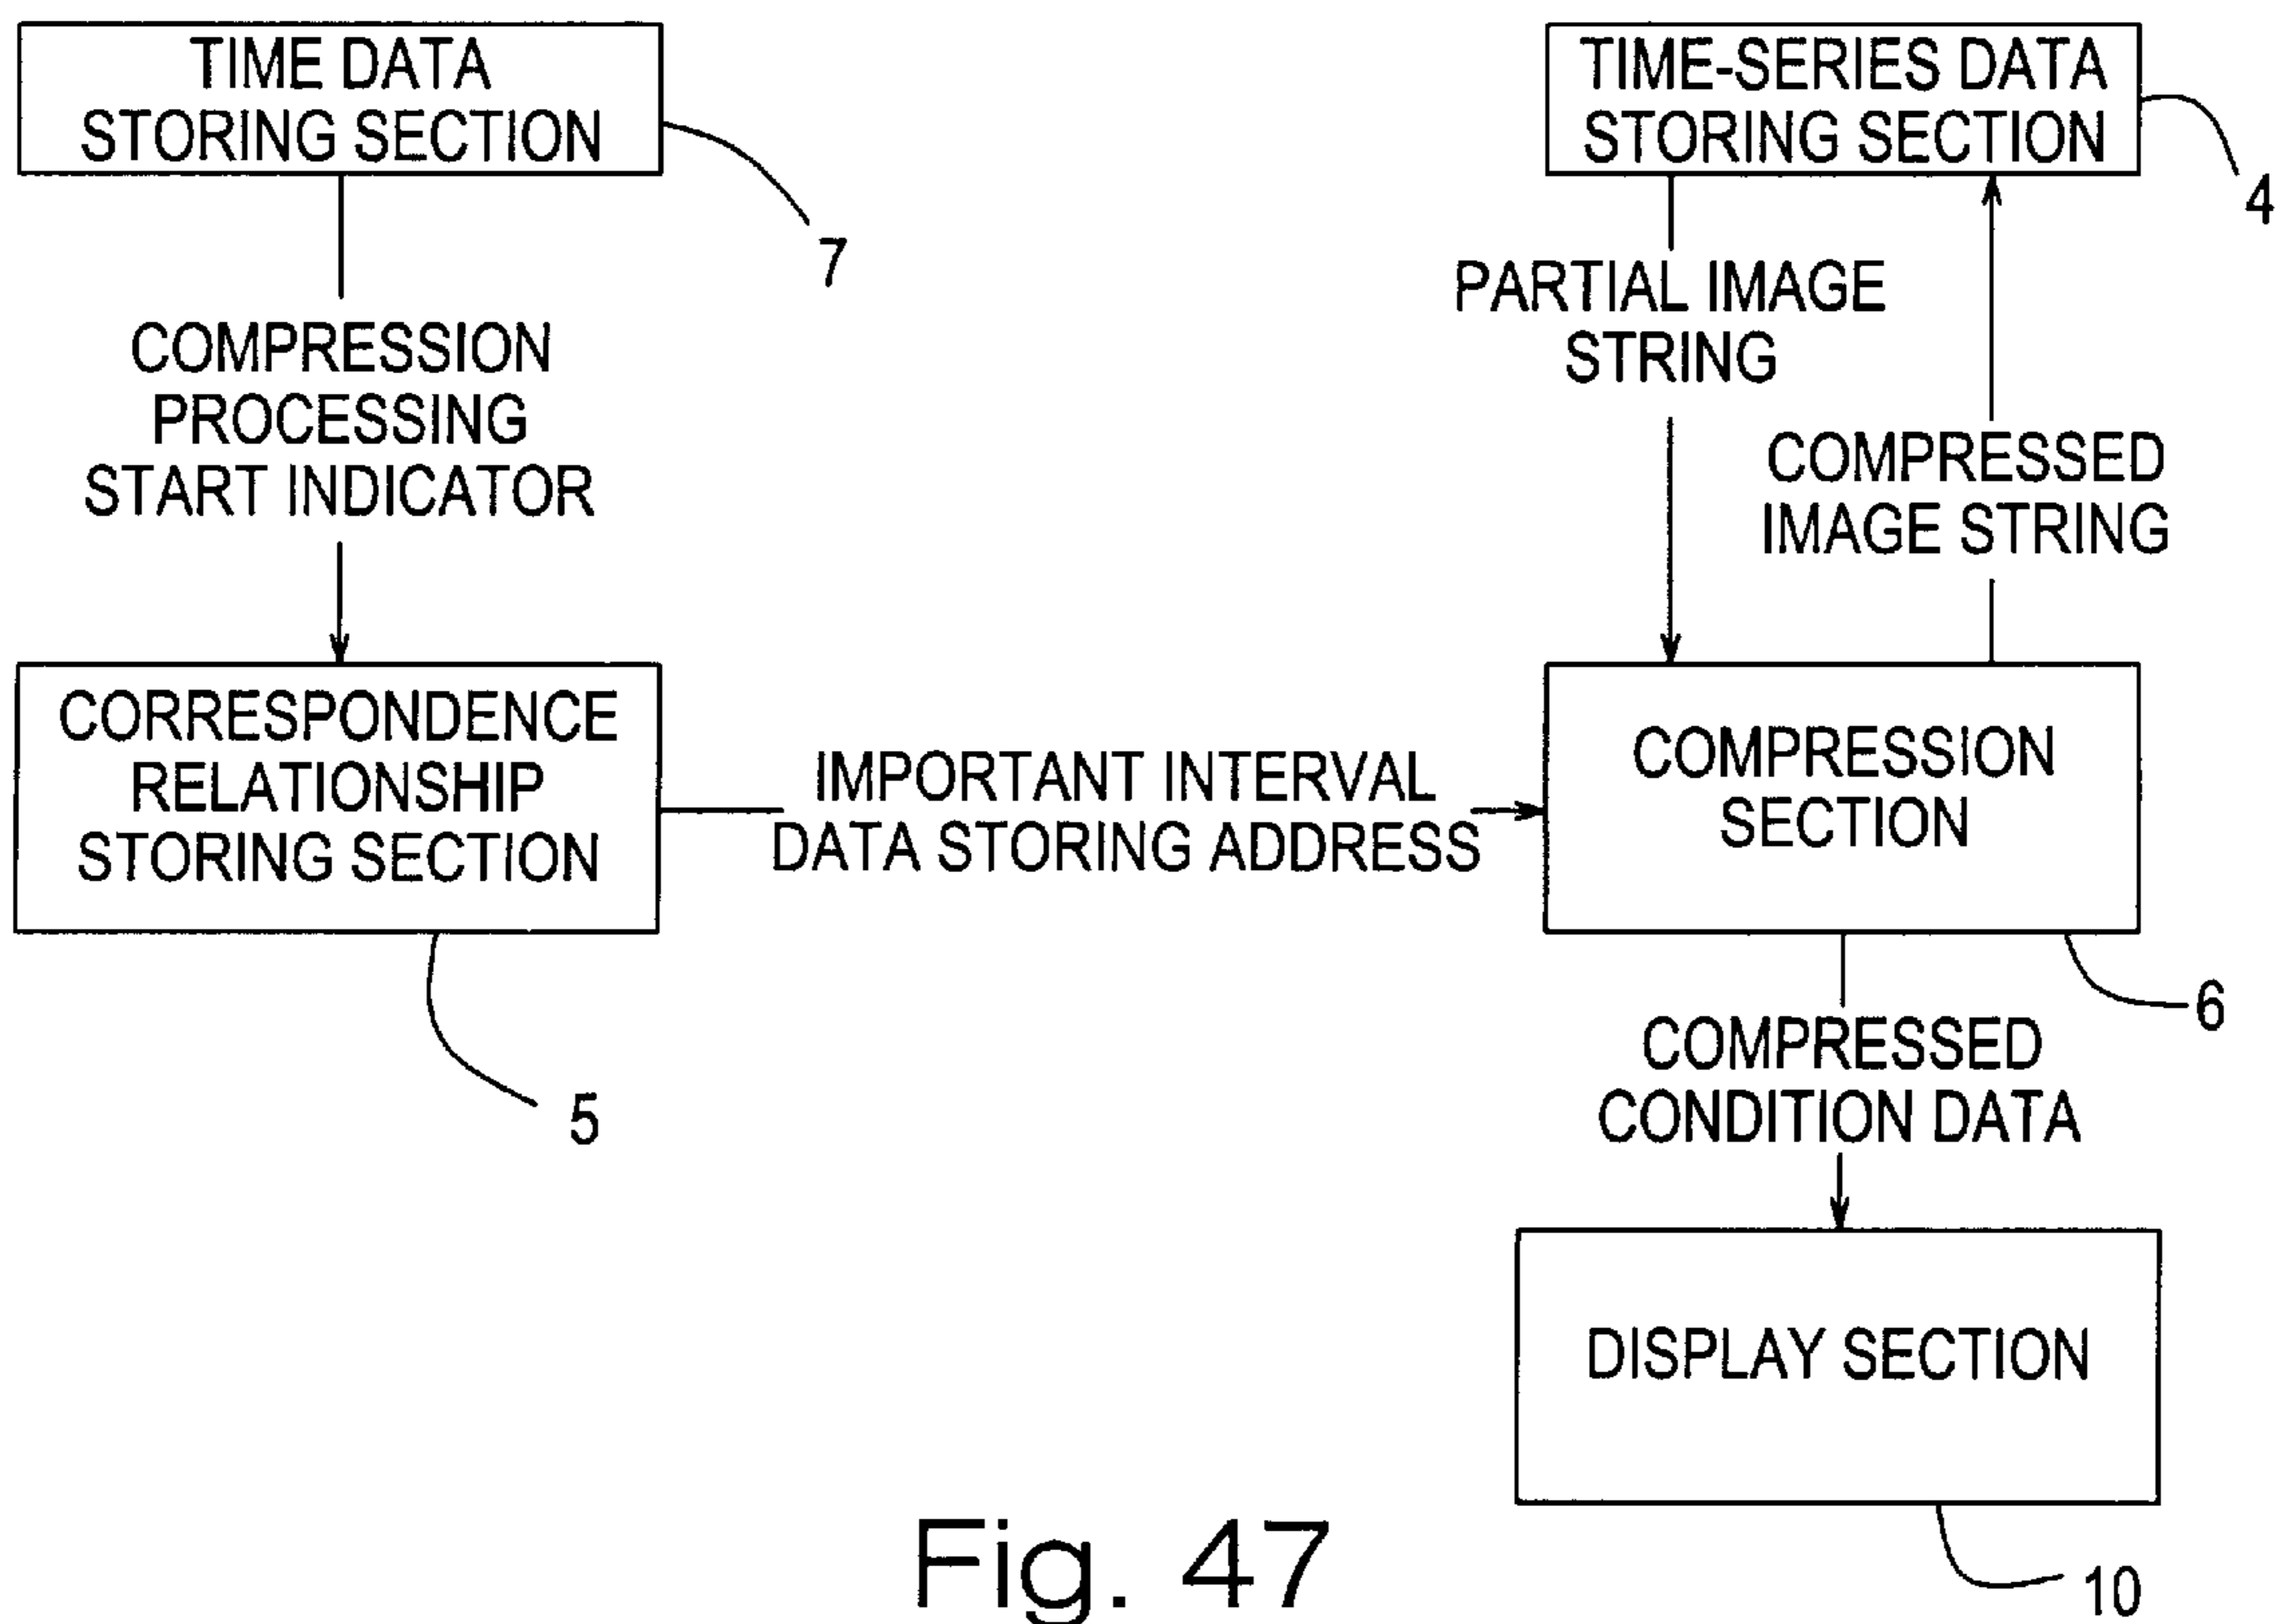 TIME DATA
STORING SECTION
7
TIME-SERIES DATA
STORING SECTION
4
COMPRESSION
PROCESSING
START INDICATOR
PARTIAL IMAGE
STRING
COMPRESSED
IMAGE STRING
CORRESPONDENCE
RELATIONSHIP
STORING SECTION
5
IMPORTANT INTERVAL
DATA STORING ADDRESS
COMPRESSION
SECTION
6
COMPRESSED
CONDITION DATA
DISPLAY SECTION
10
Fig. 47